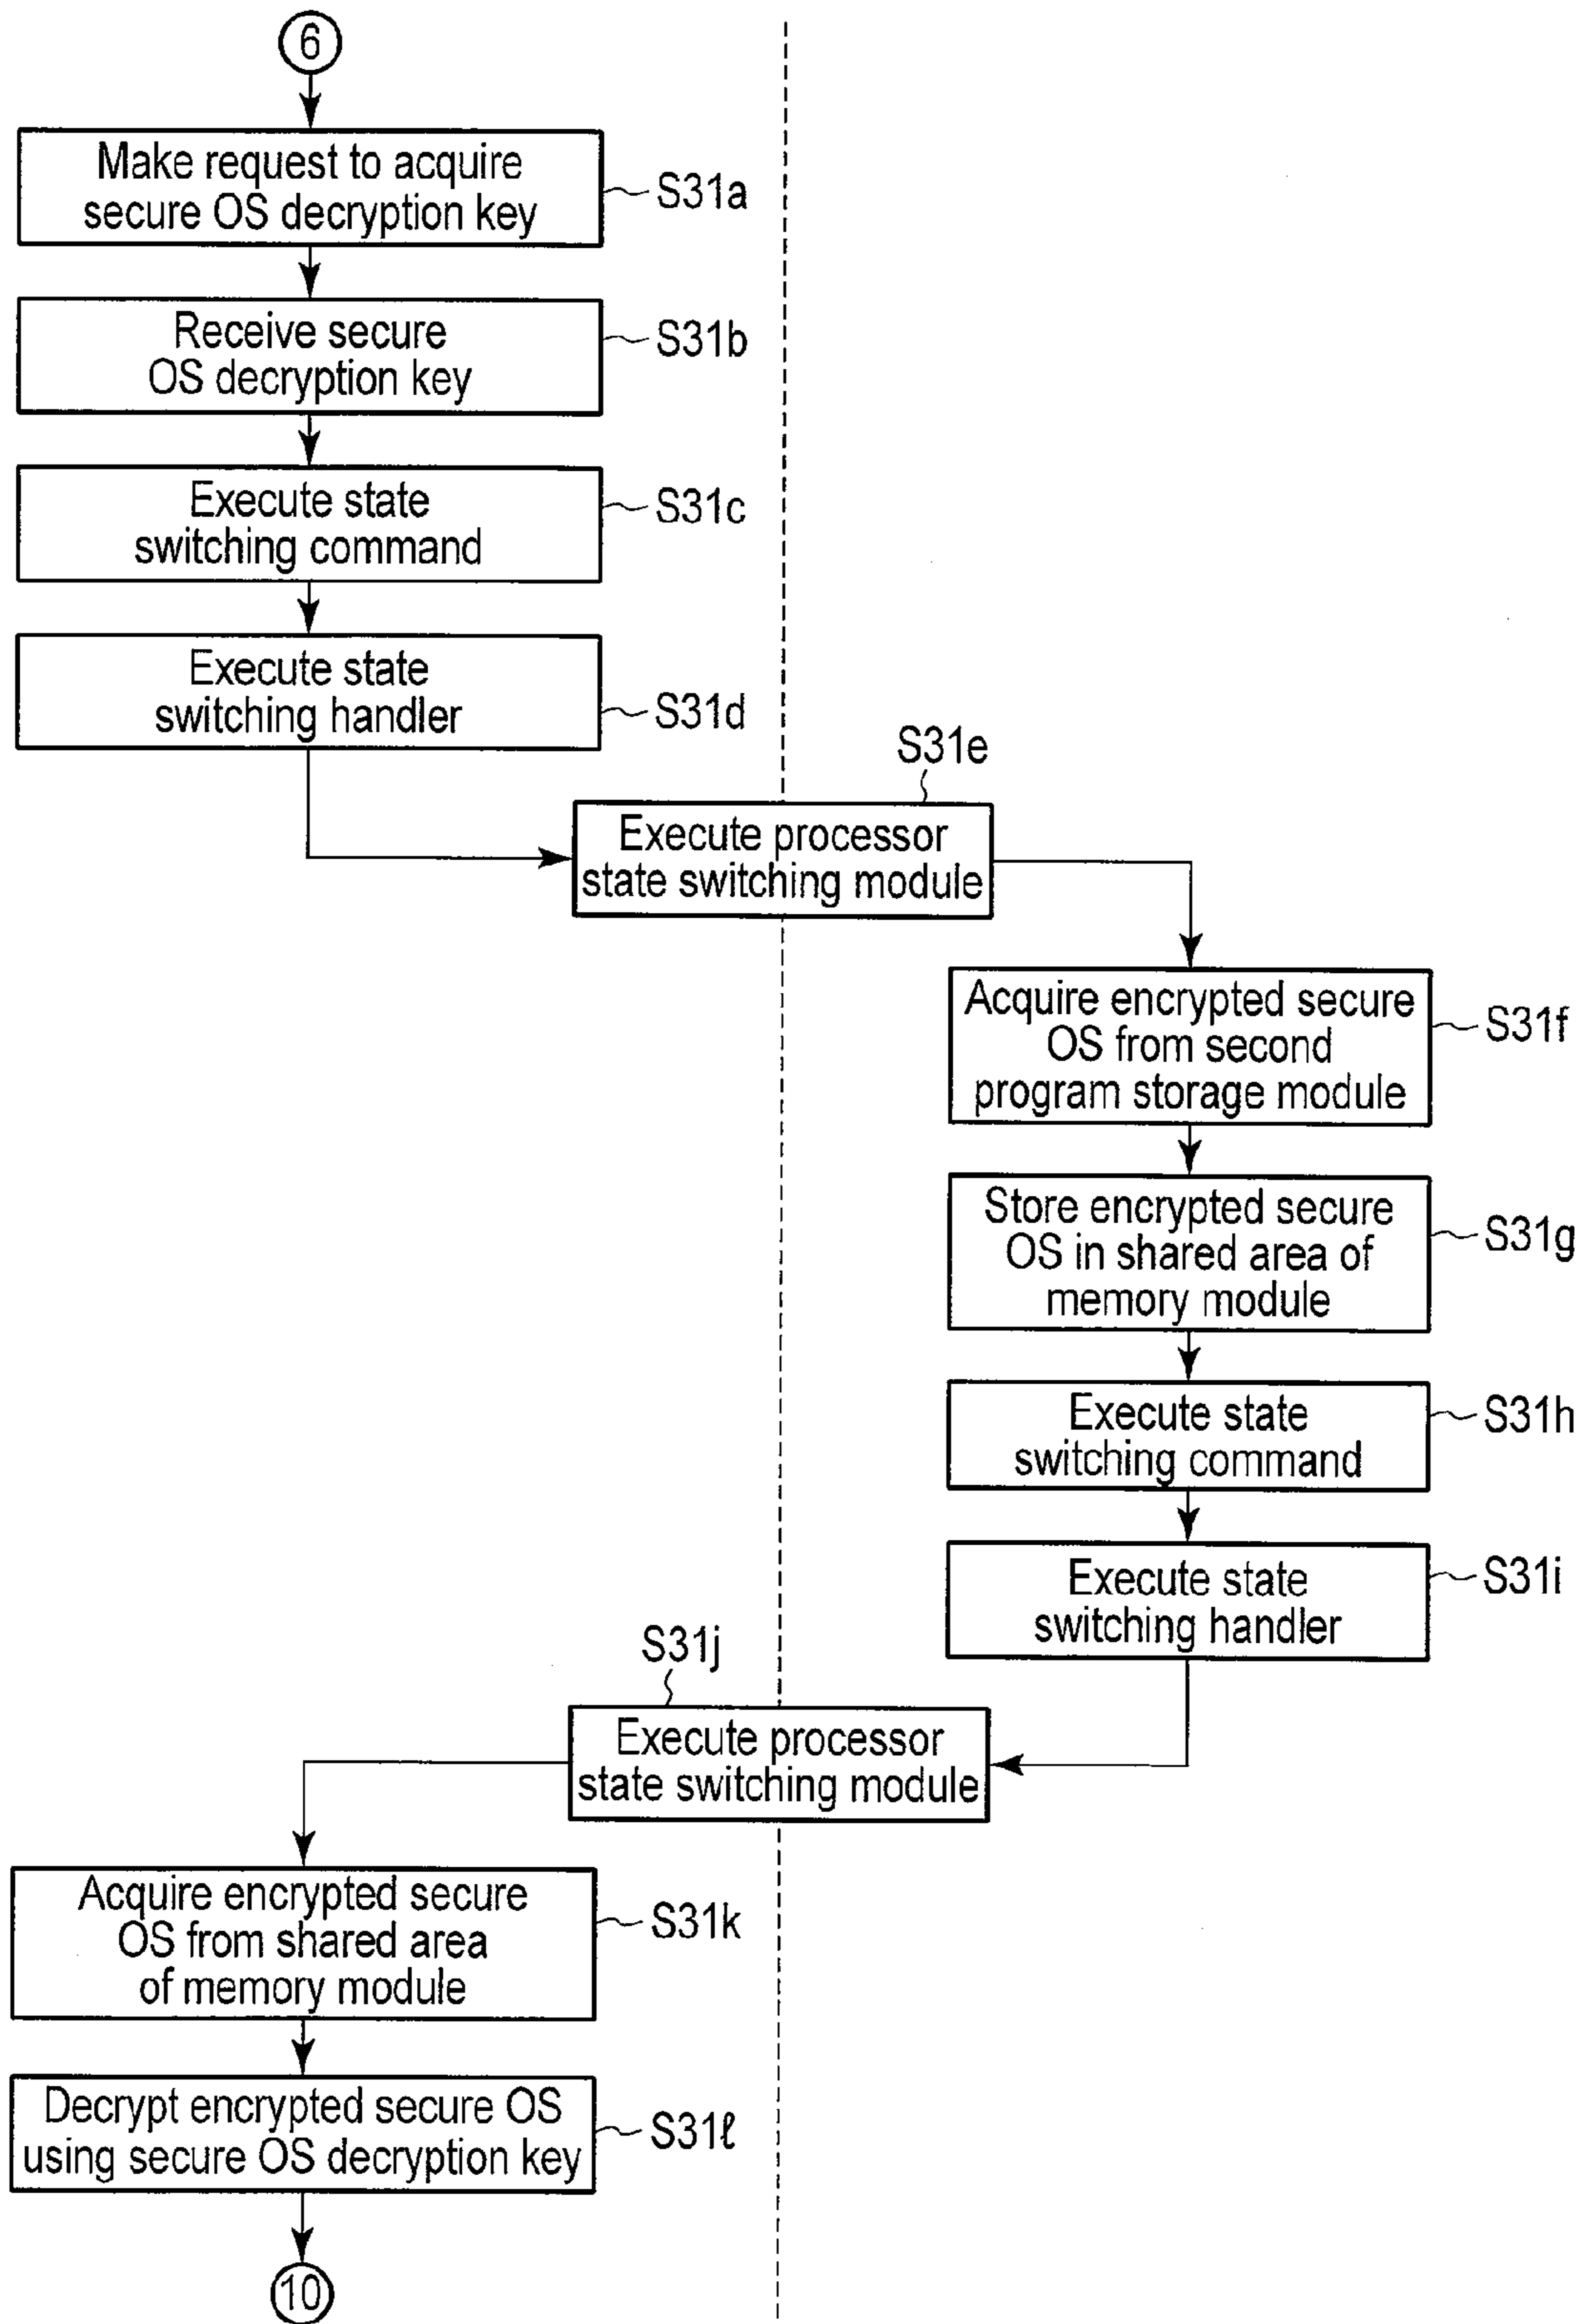 6
Make request to acquire
secure OS decryption key
S31a
Receive secure
OS decryption key
S31b
Execute state
switching command
S31c
Execute state
switching handler
S31d
S31e
Execute processor
state switching module
Acquire encrypted secure
OS from second
program storage module
S31f
Store encrypted secure
OS in shared area of
memory module
S31g
Execute state
switching command
S31h
Execute state
switching handler
S31i
S31j
Execute processor
state switching module
Acquire encrypted secure
OS from shared area
of memory module
S31k
Decrypt encrypted secure OS
using secure OS decryption key
S31ℓ
10